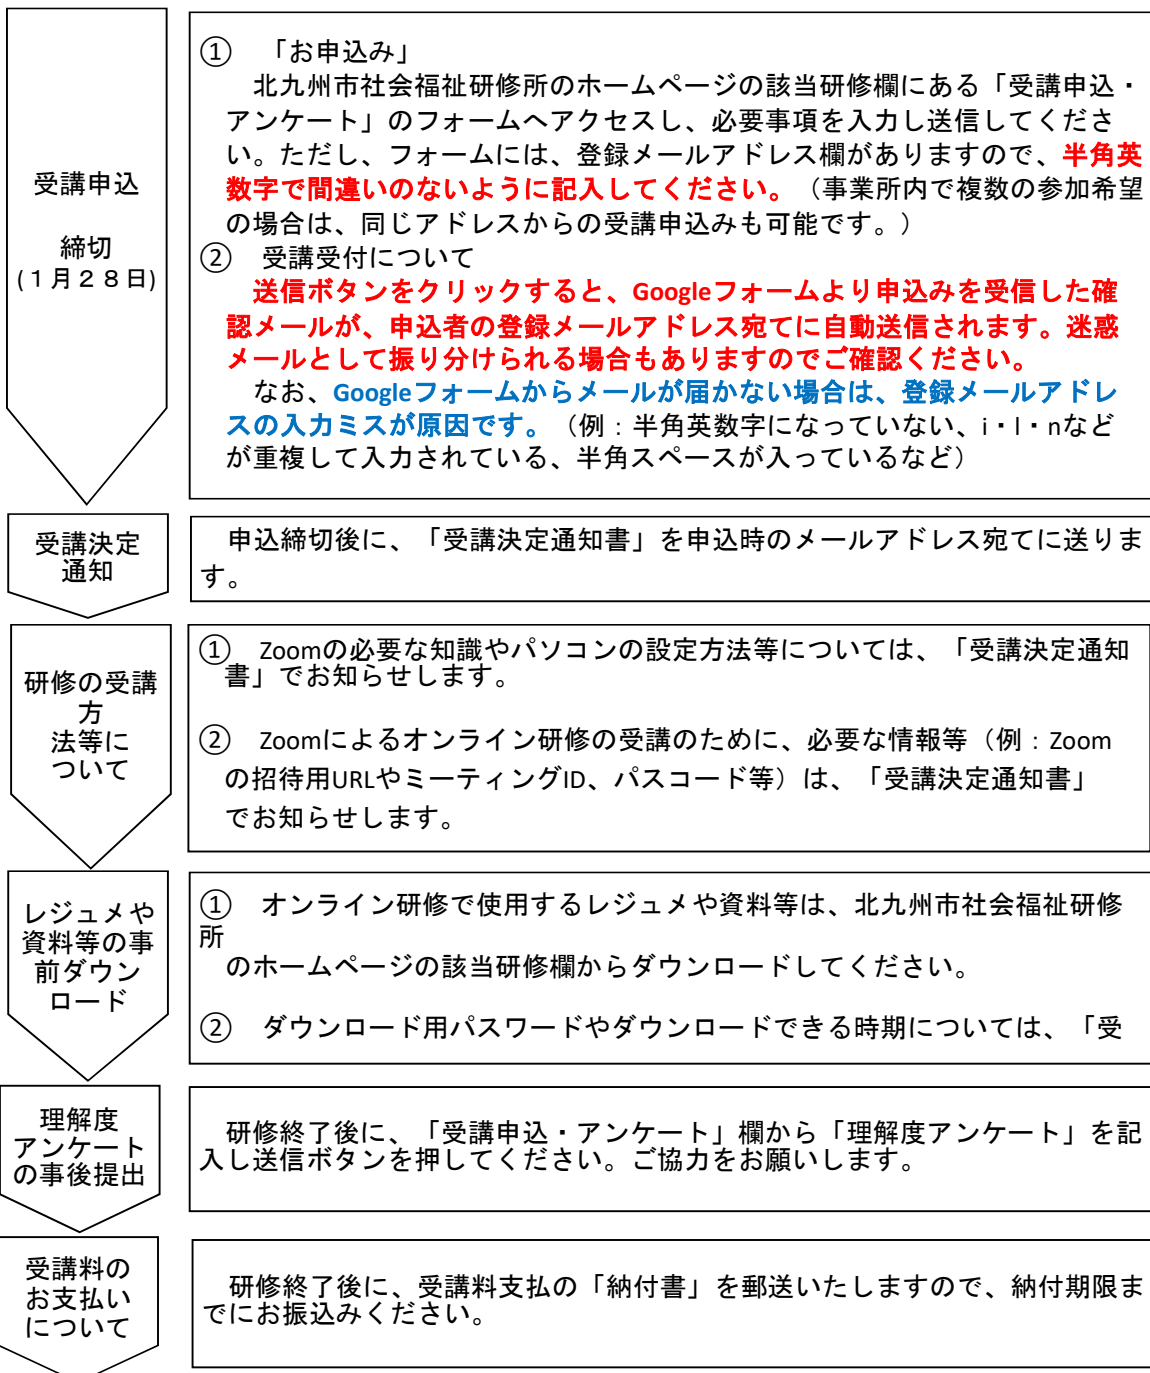 受講申込
締切
(１月２８日)
① 「お申込み」
北九州市社会福祉研修所のホームページの該当研修欄にある「受講申込・
アンケート」のフォームへアクセスし、必要事項を入力し送信してくださ
い。ただし、フォームには、登録メールアドレス欄がありますので、半角英
数字で間違いのないように記入してください。（事業所内で複数の参加希望
の場合は、同じアドレスからの受講申込みも可能です。）
② 受講受付について
送信ボタンをクリックすると、Googleフォームより申込みを受信した確
認メールが、申込者の登録メールアドレス宛てに自動送信されます。迷惑
メールとして振り分けられる場合もありますのでご確認ください。
なお、Googleフォームからメールが届かない場合は、登録メールアドレ
スの入力ミスが原因です。（例：半角英数字になっていない、i・l・nなど
が重複して入力されている、半角スペースが入っているなど）
受講決定
通知
申込締切後に、「受講決定通知書」を申込時のメールアドレス宛てに送りま
す。
研修の受講
方
法等に
ついて
① Zoomの必要な知識やパソコンの設定方法等については、「受講決定通知
書」でお知らせします。
② Zoomによるオンライン研修の受講のために、必要な情報等（例：Zoom
の招待用URLやミーティングID、パスコード等）は、「受講決定通知書」
でお知らせします。
レジュメや
資料等の事
前ダウン
ロード
① オンライン研修で使用するレジュメや資料等は、北九州市社会福祉研修
所
のホームページの該当研修欄からダウンロードしてください。
② ダウンロード用パスワードやダウンロードできる時期については、「受
理解度
アンケート
の事後提出
研修終了後に、「受講申込・アンケート」欄から「理解度アンケート」を記
入し送信ボタンを押してください。ご協力をお願いします。
受講料の
お支払い
について
研修終了後に、受講料支払の「納付書」を郵送いたしますので、納付期限ま
でにお振込みください。